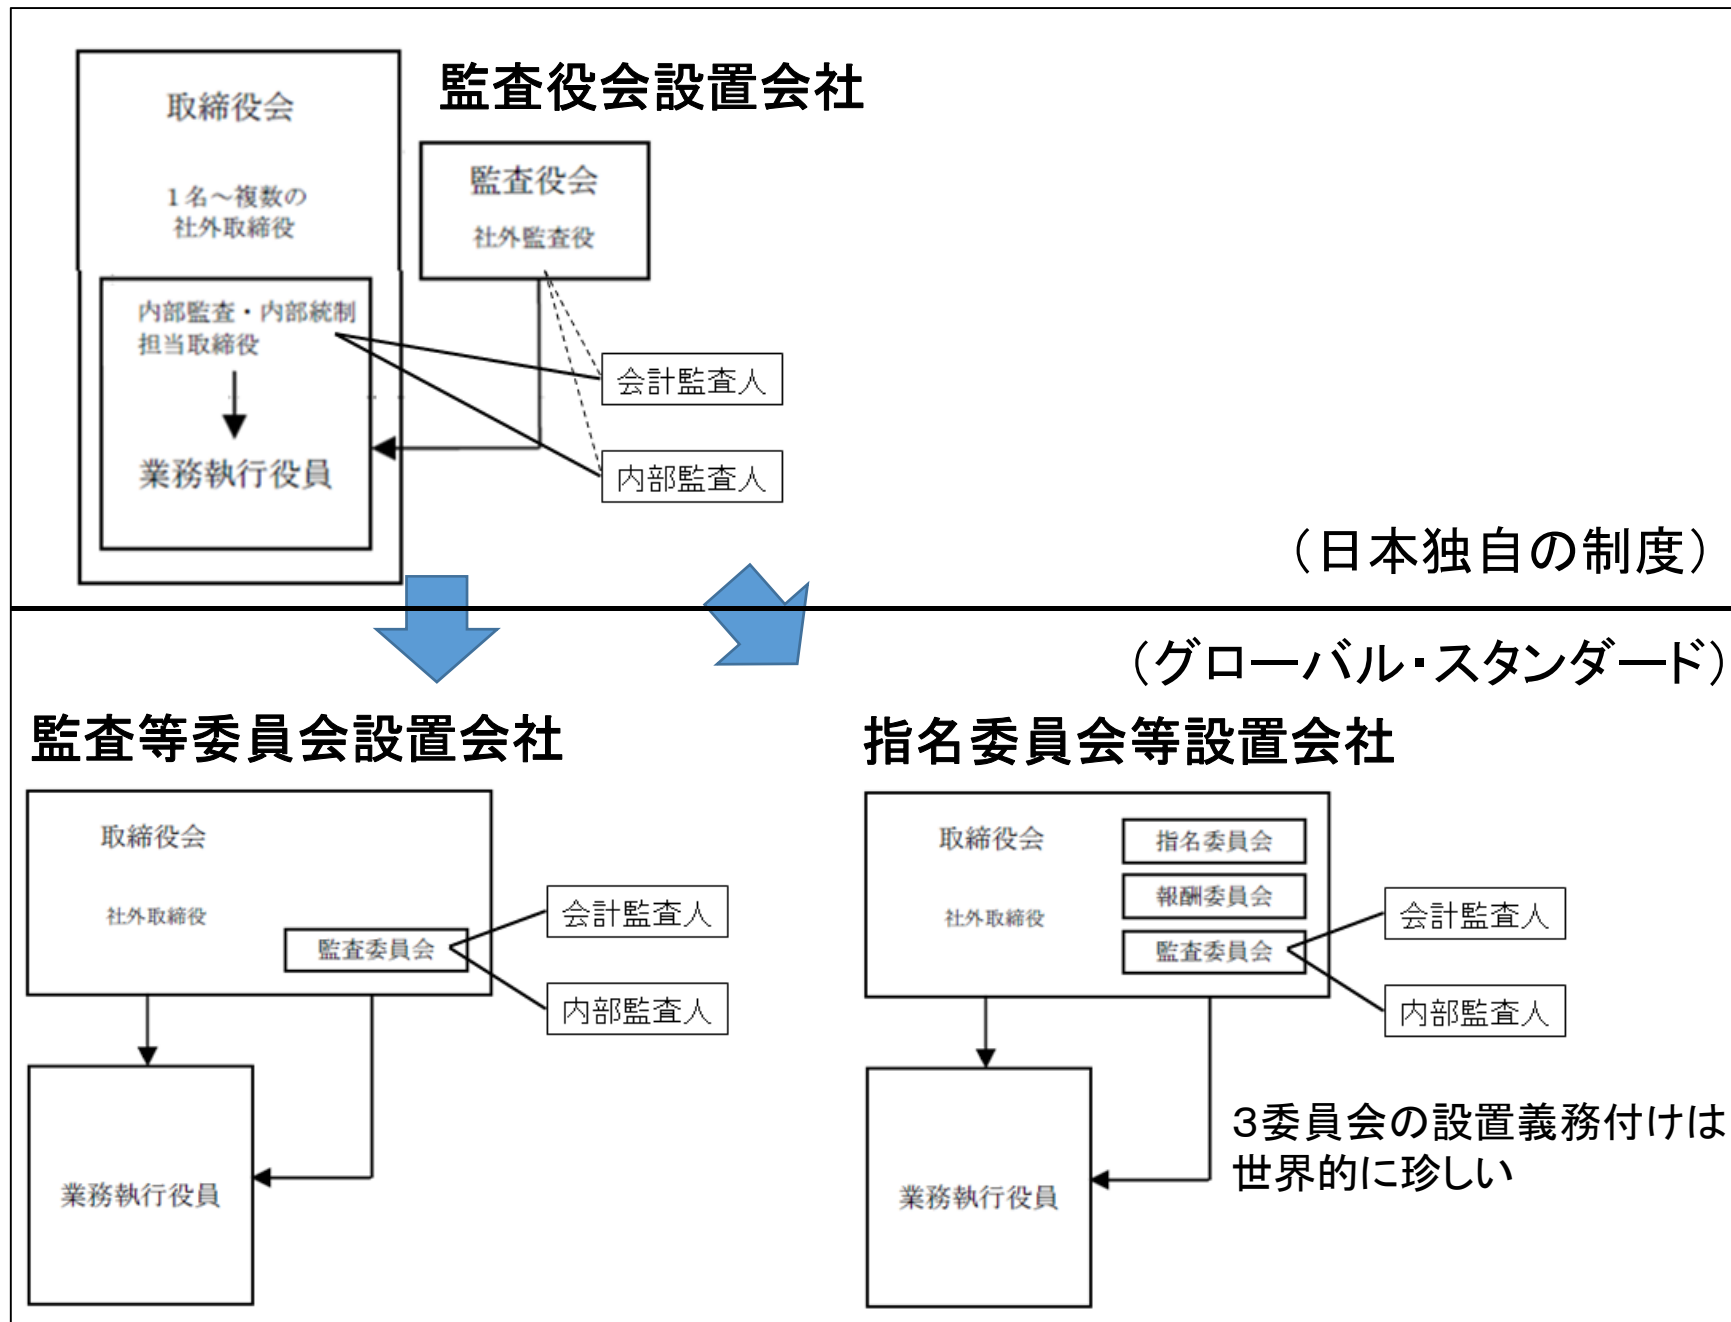 監査役会設置会社
取締役会
1名～複数の
社外取締役
監査役会
社外監査役
内部監査・内部統制
担当取締役
業務執行役員
会計監査人
内部監査人
（日本独自の制度）
（グローバル・スタンダード）
監査等委員会設置会社
取締役会
社外取締役
監査委員会
会計監査人
内部監査人
業務執行役員
指名委員会等設置会社
取締役会
社外取締役
指名委員会
報酬委員会
監査委員会
会計監査人
内部監査人
業務執行役員
３委員会の設置義務付けは
世界的に珍しい